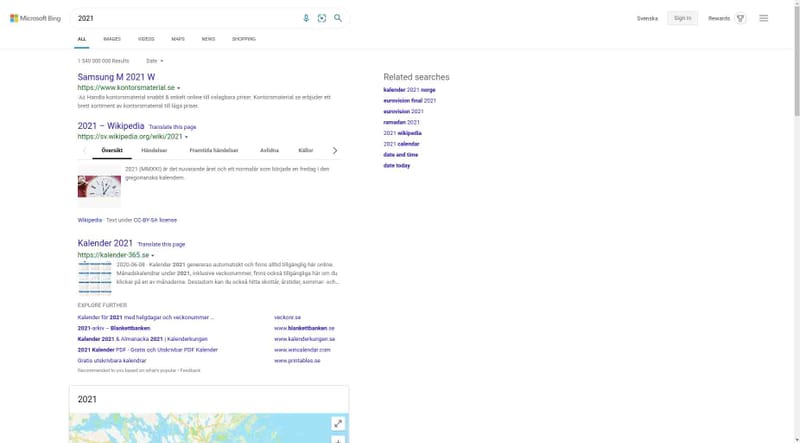 Microsoft Bing
2021
Svenska
Sign in
Rewards
ALL
IMAGES
VIDEOS
MAPS
NEWS
SHOPPING
1 540 000 000 Results
Date
Samsung M 2021 W
https://www.kontorsmaterial.se
Ad Handla kontorsmaterial snabbt & enkelt online till oslagbara priser. Kontorsmaterial.se erbjuder ett
brett sortiment av kontorsmaterial till låga priser.
2021 – Wikipedia Translate this page
https://sv.wikipedia.org/wiki/2021
Översikt
Händelser
Framtida händelser
Avlidna
Källor
2021 (MMXXI) är det nuvarande året och ett normalår som började en fredag i den
gregorianska kalendern.
Wikipedia · Text under CC-BY-SA license
Kalender 2021 Translate this page
https://kalender-365.se
2020-06-08 · Kalender 2021 genereras automatiskt och finns alltid tillgänglig här online.
Månadskalendrar under 2021, inklusive veckonummer, finns också tillgängliga här om du
klickar på en av månaderna. Dessutom kan du också hitta skottår, årstider, sommar- och...
EXPLORE FURTHER
Kalender för 2021 med helgdagar och veckonummer ...
veckonr.se
2021-arkiv – Blankettbanken
www.blankettbanken.se
Kalender 2021 & Almanacka 2021 | Kalenderkungen
www.kalenderkungen.se
2021 Kalender PDF - Gratis och Utskrivbar PDF Kalender
www.wincalendar.com
Gratis utskrivbara kalendrar
www.printables.se
Recommended to you based on what's popular • Feedback
2021
Related searches
kalender 2021 norge
eurovision final 2021
eurovision 2021
ramadan 2021
2021 wikipedia
2021 calendar
date and time
date today